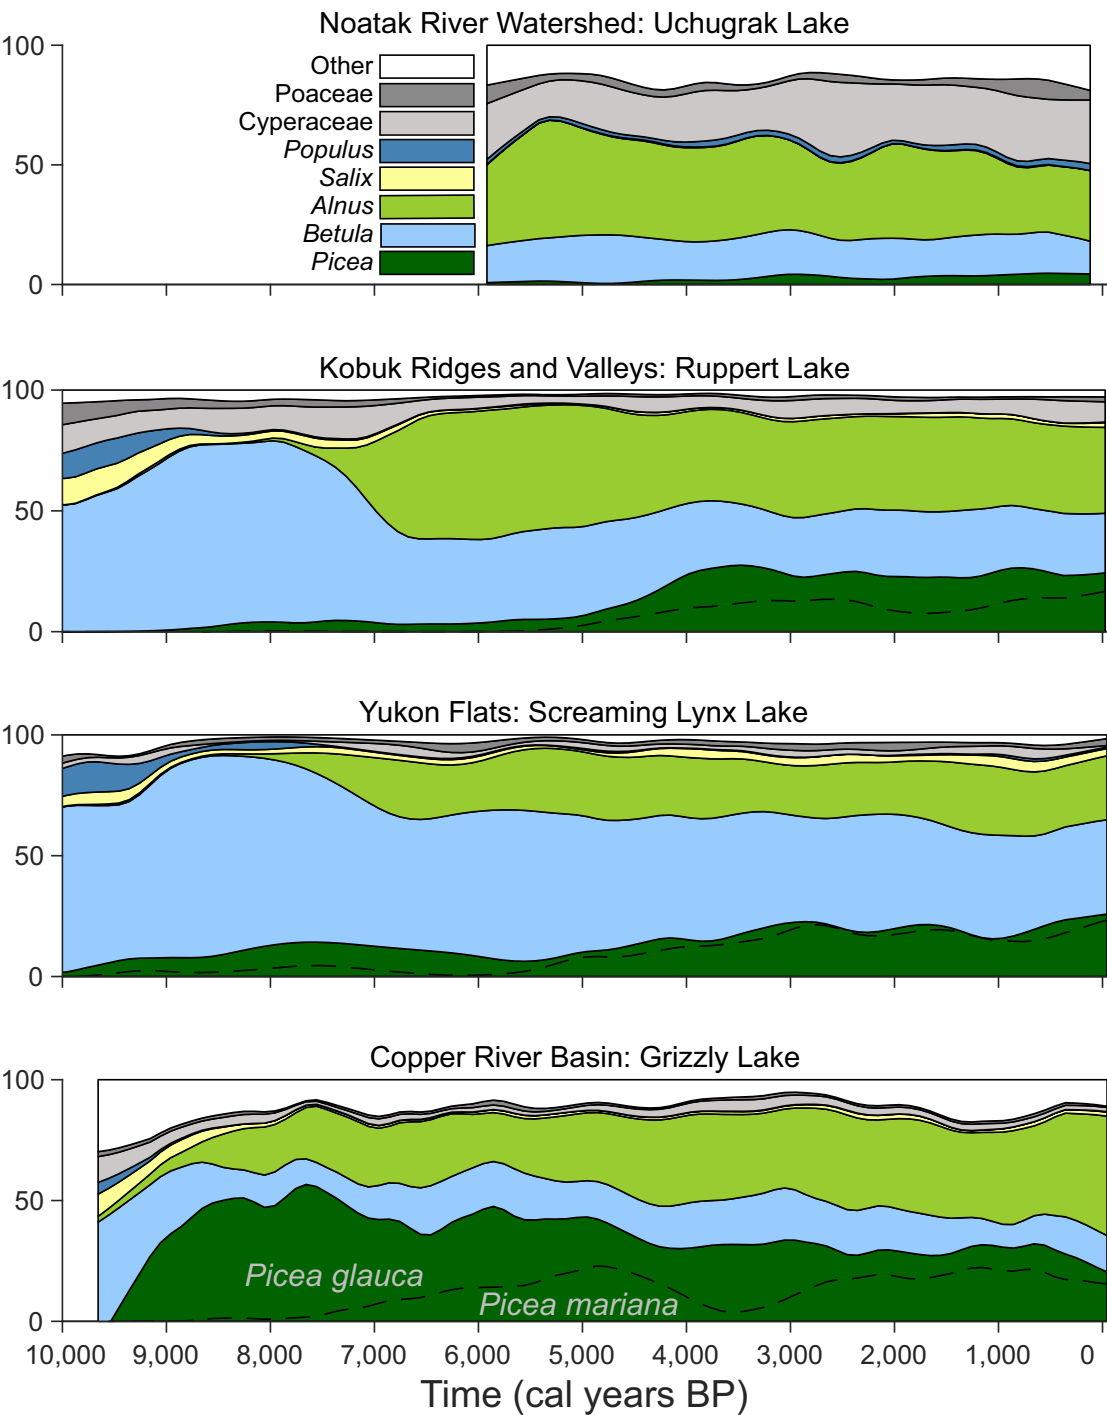 Noatak River Watershed: Uchugrak Lake
100
50
0
Other
Poaceae
Cyperaceae
Populus
Salix
Alnus
Betula
Picea
Kobuk Ridges and Valleys: Ruppert Lake
100
50
0
Yukon Flats: Screaming Lynx Lake
100
50
0
Copper River Basin: Grizzly Lake
100
50
0
Picea glauca
Picea mariana
10,000 9,000 8,000 7,000 6,000 5,000 4,000 3,000 2,000 1,000 0
Time (cal years BP)